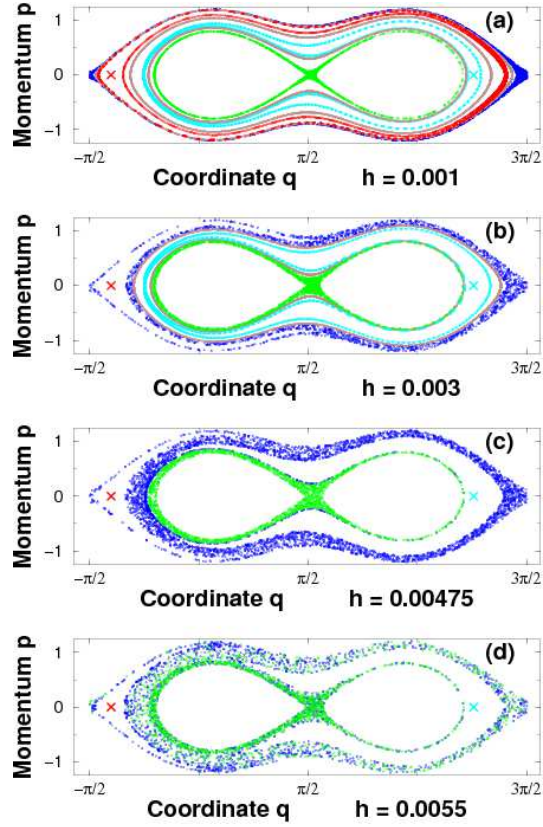 (a)
Momentum p
1
0
−1
−π/2 π/2 3π/2
Coordinate q h = 0.001
(b)
Momentum p
1
0
−1
−π/2 π/2 3π/2
Coordinate q h = 0.003
(c)
Momentum p
1
0
−1
−π/2 π/2 3π/2
Coordinate q h = 0.00475
(d)
Momentum p
1
0
−1
−π/2 π/2 3π/2
Coordinate q h = 0.0055